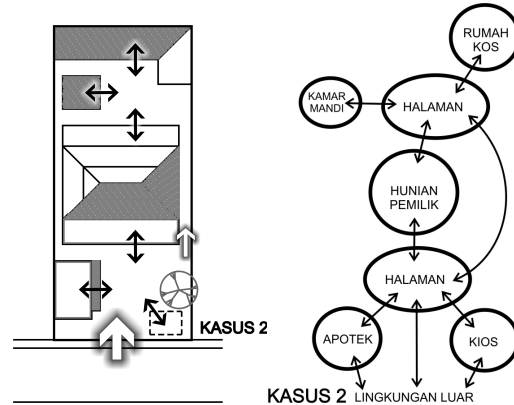 KASUS 2
RUMAH
KOS
KAMAR
MANDI
HALAMAN
HUNIAN
PEMILIK
HALAMAN
APOTEK
KIOS
KASUS 2 LINGKUNGAN LUAR